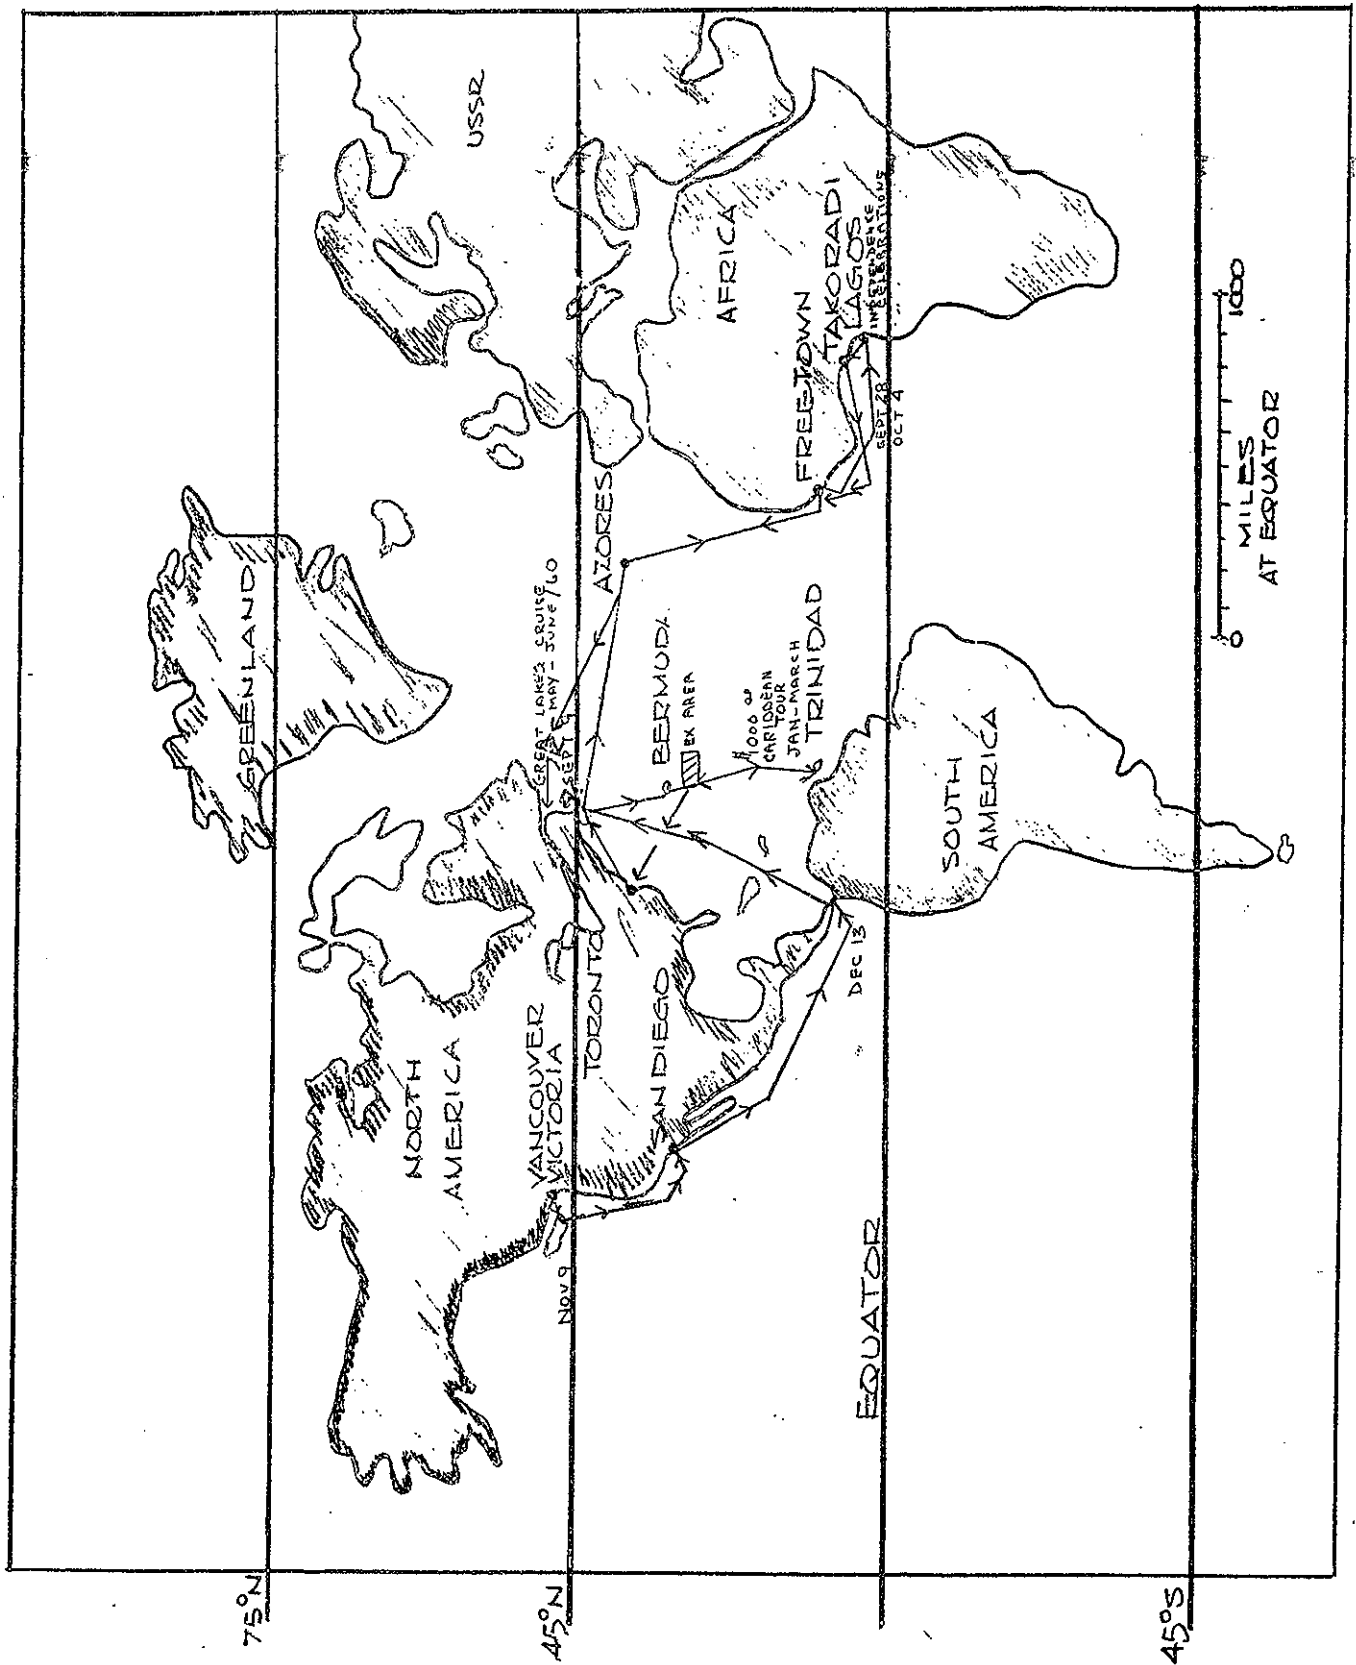 75°N
45°N
45°S
GREENLAND
USSR
NORTH
AMERICA
VANCOUVER
VICTORIA
NOV 9
TORONTO
SAN DIEGO
GREAT LAKES CRUISE
MAY - JUNE/60
SEPT
AZORES
BERMUDA
EX AREA
CARIBBEAN
TOUR
JAN-MARCH
TRINIDAD
AFRICA
FREETOWN
TAKORADI
LAGOS
INDEPENDENCE
CELEBRATIONS
SEPT 28
OCT 4
DEC 13
SOUTH
AMERICA
EQUATOR
0
1000
MILES
AT EQUATOR